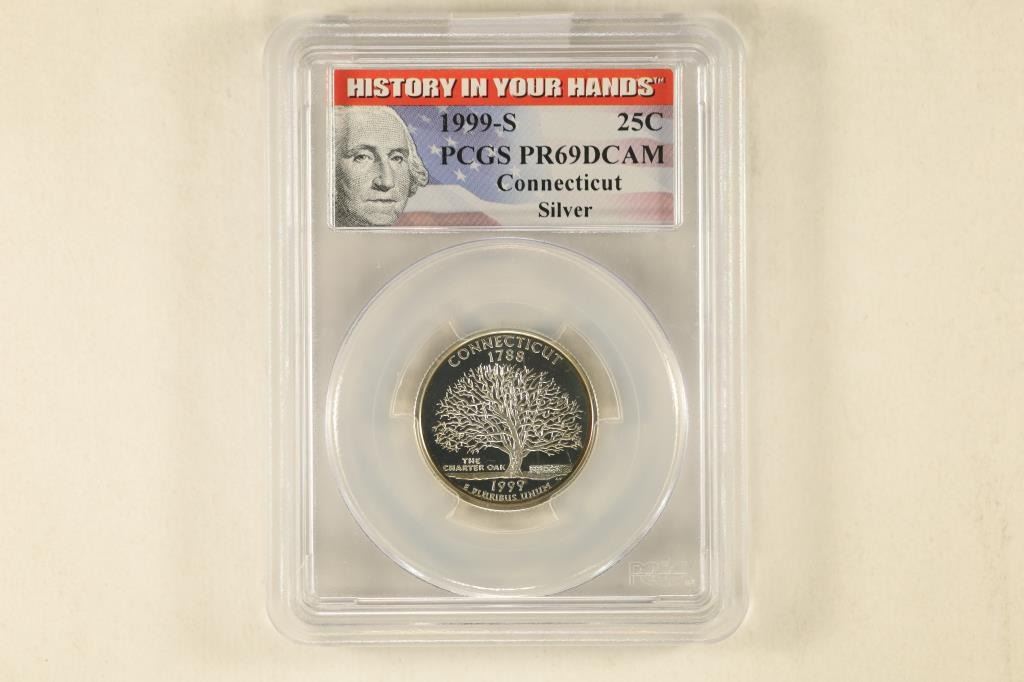 HISTORY IN YOUR HANDS™
1999-S 25C
PCGS PR69DCAM
Connecticut
Silver
CONNECTICUT
1788
THE
CHARTER OAK
1999
E PLURIBUS UNUM